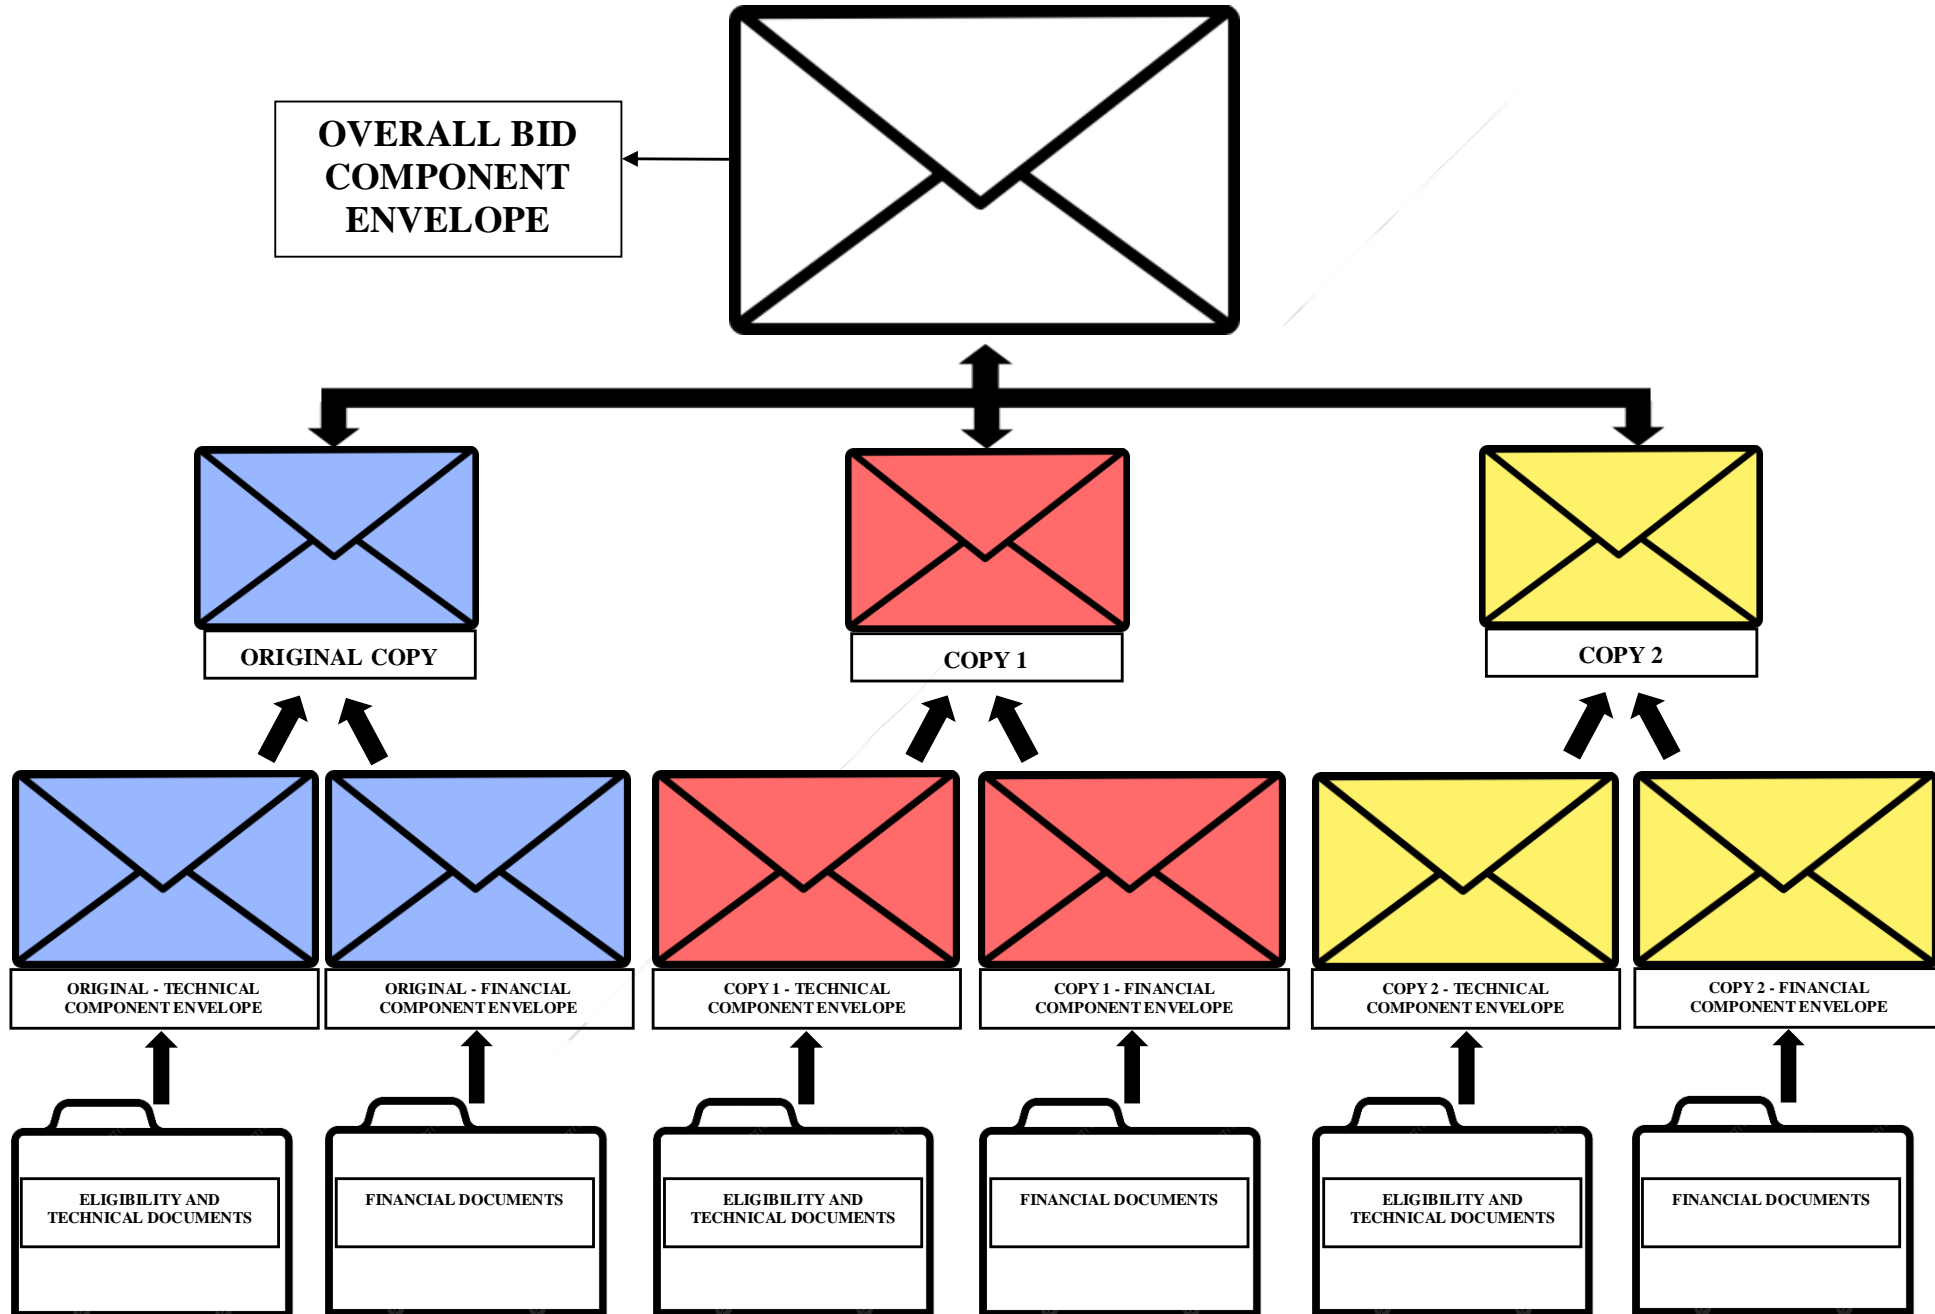 OVERALL BID
COMPONENT
ENVELOPE
ORIGINAL COPY
COPY 1
COPY 2
ORIGINAL - TECHNICAL
COMPONENT ENVELOPE
ORIGINAL - FINANCIAL
COMPONENT ENVELOPE
COPY 1 - TECHNICAL
COMPONENT ENVELOPE
COPY 1 - FINANCIAL
COMPONENT ENVELOPE
COPY 2 - TECHNICAL
COMPONENT ENVELOPE
COPY 2 - FINANCIAL
COMPONENT ENVELOPE
ELIGIBILITY AND
TECHNICAL DOCUMENTS
FINANCIAL DOCUMENTS
ELIGIBILITY AND
TECHNICAL DOCUMENTS
FINANCIAL DOCUMENTS
ELIGIBILITY AND
TECHNICAL DOCUMENTS
FINANCIAL DOCUMENTS